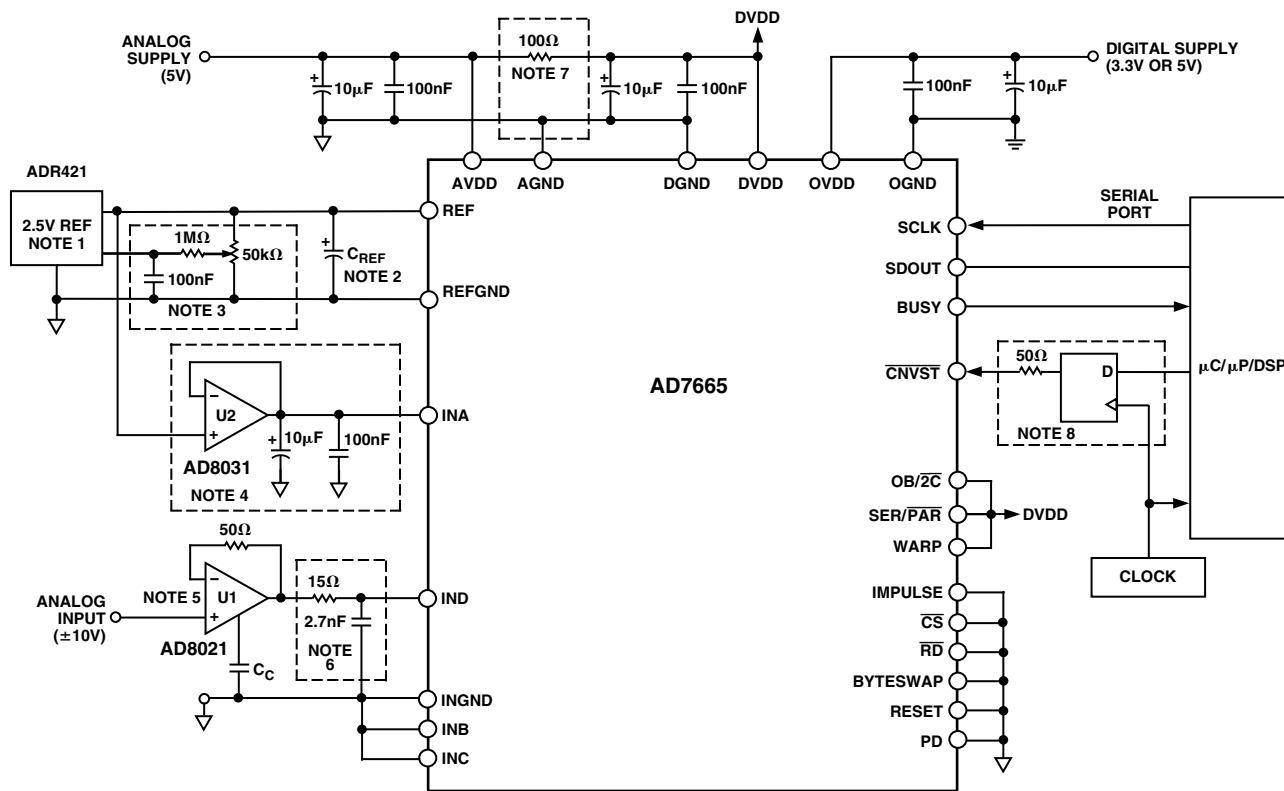 DVDD
ANALOG
SUPPLY
(5V)
100Ω
NOTE 7
DIGITAL SUPPLY
(3.3V OR 5V)
+
10μF
100nF
+
10μF
100nF
100nF
+
10μF
AVDD
AGND
DGND
DVDD
OVDD
OGND
ADR421
2.5V REF
NOTE 1
1MΩ
50kΩ
100nF
NOTE 3
+
CREF
NOTE 2
REF
REFGND
SERIAL
PORT
SCLK
SDOUT
BUSY
CNVST
50Ω
D
NOTE 8
μC/μP/DSP
AD7665
−
U2
+
AD8031
+
10μF
100nF
NOTE 4
INA
OB/2C
SER/PAR
WARP
DVDD
CLOCK
50Ω
−
NOTE 5
U1
+
ANALOG
INPUT
(±10V)
AD8021
CC
15Ω
2.7nF
NOTE
6
IND
INGND
INB
INC
IMPULSE
CS
RD
BYTESWAP
RESET
PD